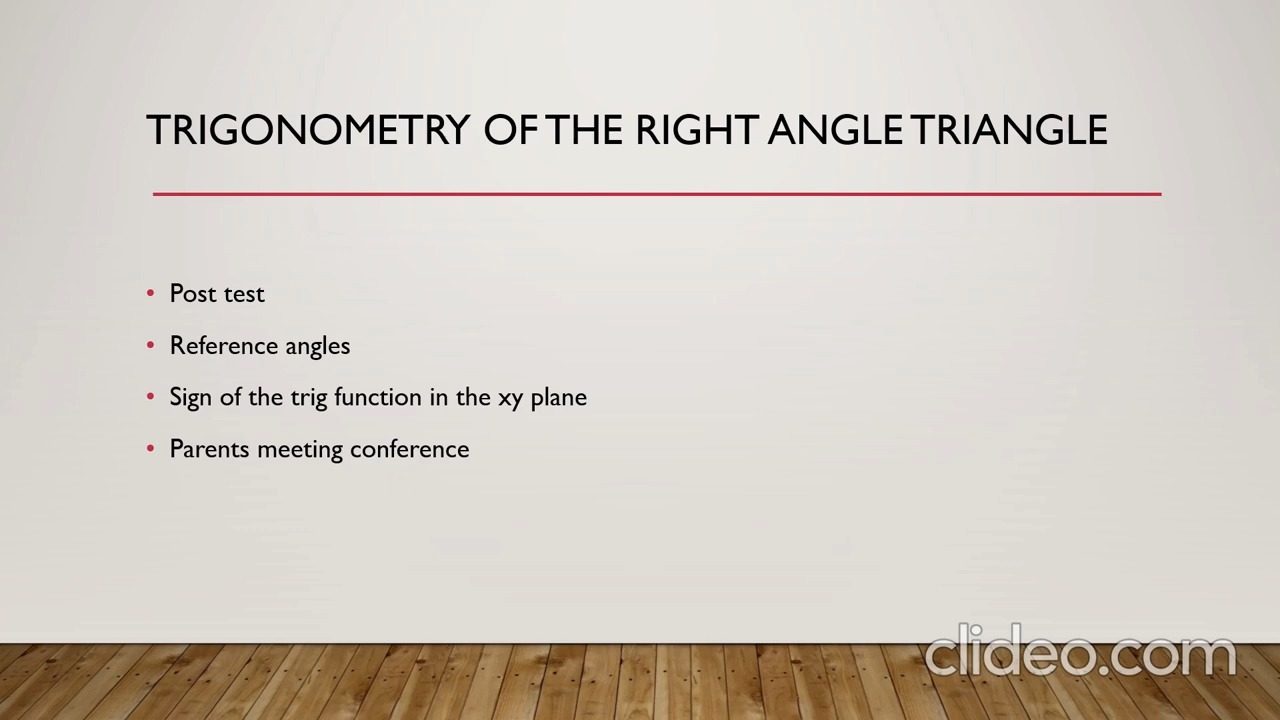 TRIGONOMETRY OF THE RIGHT ANGLE TRIANGLE
• Post test
• Reference angles
• Sign of the trig function in the xy plane
• Parents meeting conference
clideo.com